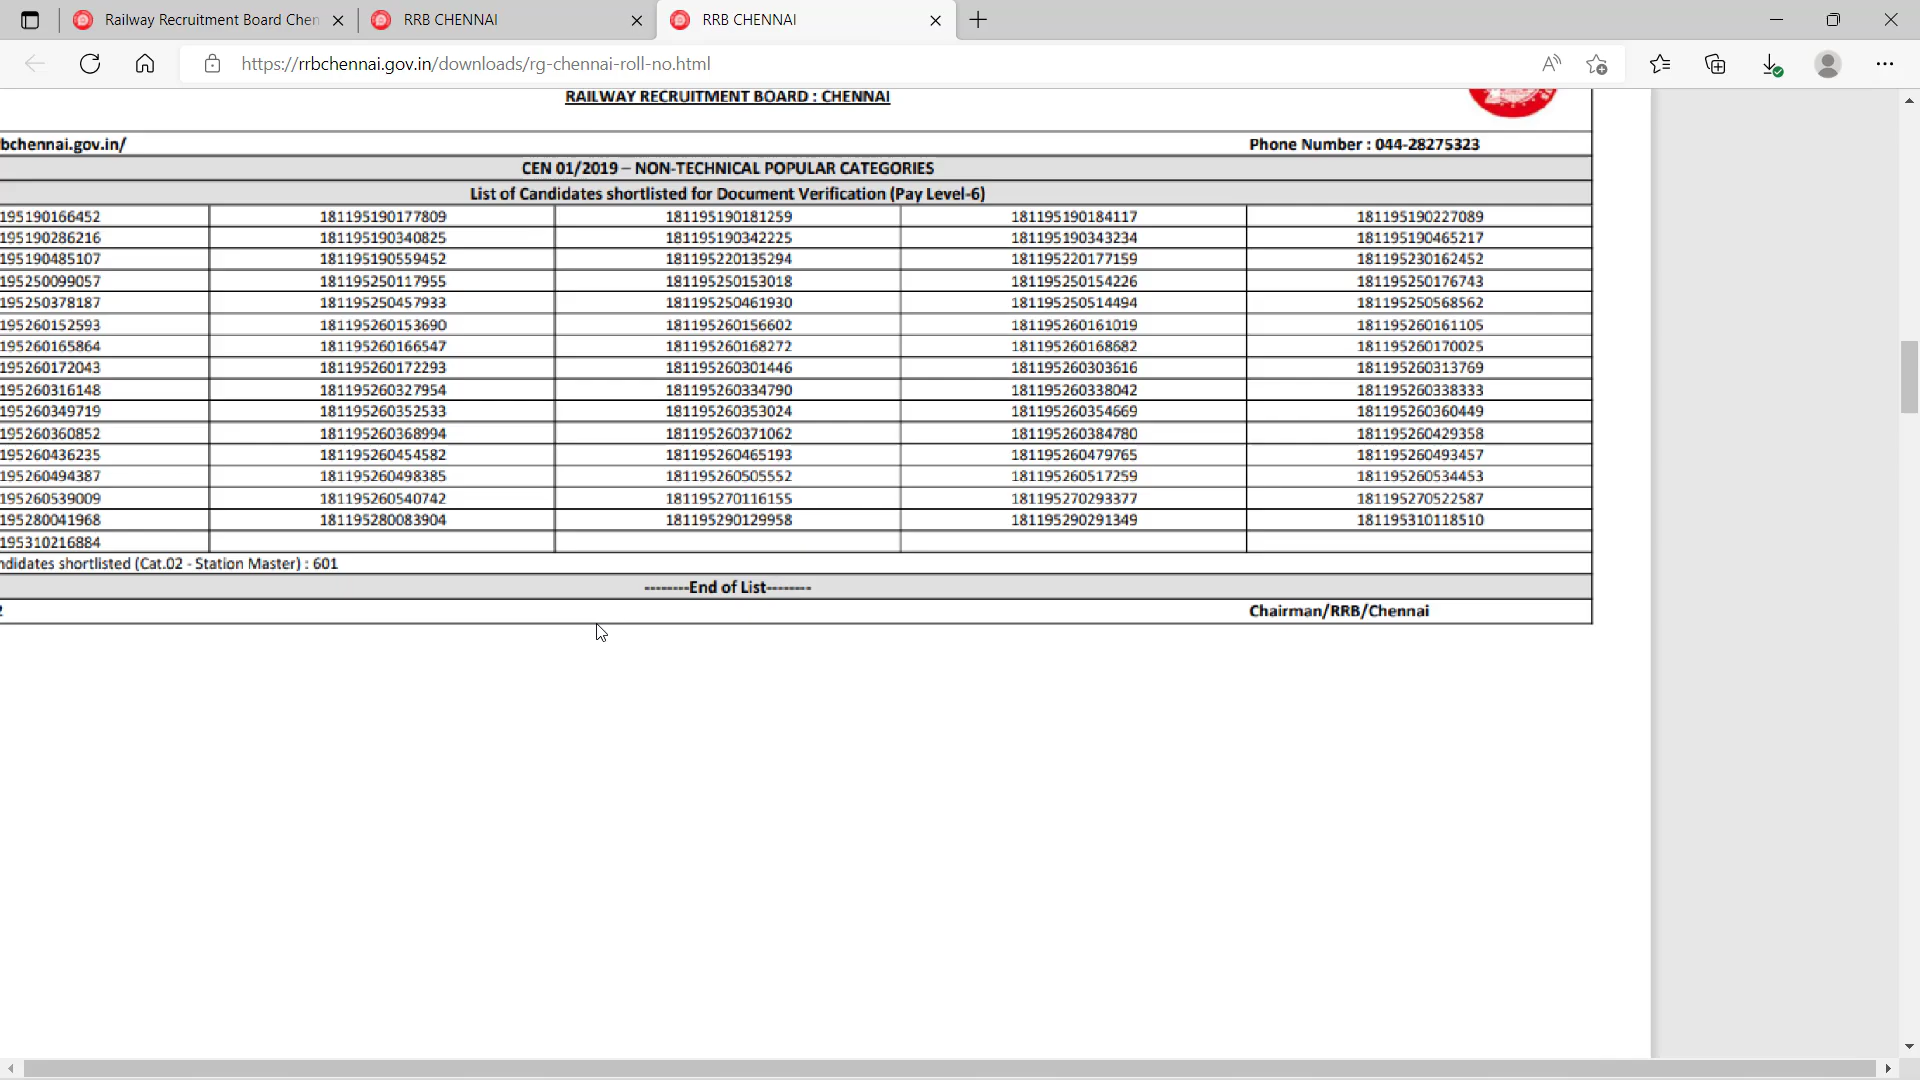 Railway Recruitment Board Chen
RRB CHENNAI
RRB CHENNAI
https://rrbchennai.gov.in/downloads/rg-chennai-roll-no.html
RAILWAY RECRUITMENT BOARD : CHENNAI
bchennai.gov.in/ Phone Number : 044-28275323
CEN 01/2019 – NON-TECHNICAL POPULAR CATEGORIES
List of Candidates shortlisted for Document Verification (Pay Level-6)
195190166452 181195190177809 181195190181259 181195190184117 181195190227089
195190286216 181195190340825 181195190342225 181195190343234 181195190465217
195190485107 181195190559452 181195220135294 181195220177159 181195230162452
195250099057 181195250117955 181195250153018 181195250154226 181195250176743
195250378187 181195250457933 181195250461930 181195250514494 181195250568562
195260152593 181195260153690 181195260156602 181195260161019 181195260161105
195260165864 181195260166547 181195260168272 181195260168682 181195260170025
195260172043 181195260172293 181195260301446 181195260303616 181195260313769
195260316148 181195260327954 181195260334790 181195260338042 181195260338333
195260349719 181195260352533 181195260353024 181195260354669 181195260360449
195260360852 181195260368994 181195260371062 181195260384780 181195260429358
195260436235 181195260454582 181195260465193 181195260479765 181195260493457
195260494387 181195260498385 181195260505552 181195260517259 181195260534453
195260539009 181195260540742 181195270116155 181195270293377 181195270522587
195280041968 181195280083904 181195290129958 181195290291349 181195310118510
195310216884
ndidates shortlisted (Cat.02 - Station Master) : 601
--------End of List--------
2 Chairman/RRB/Chennai